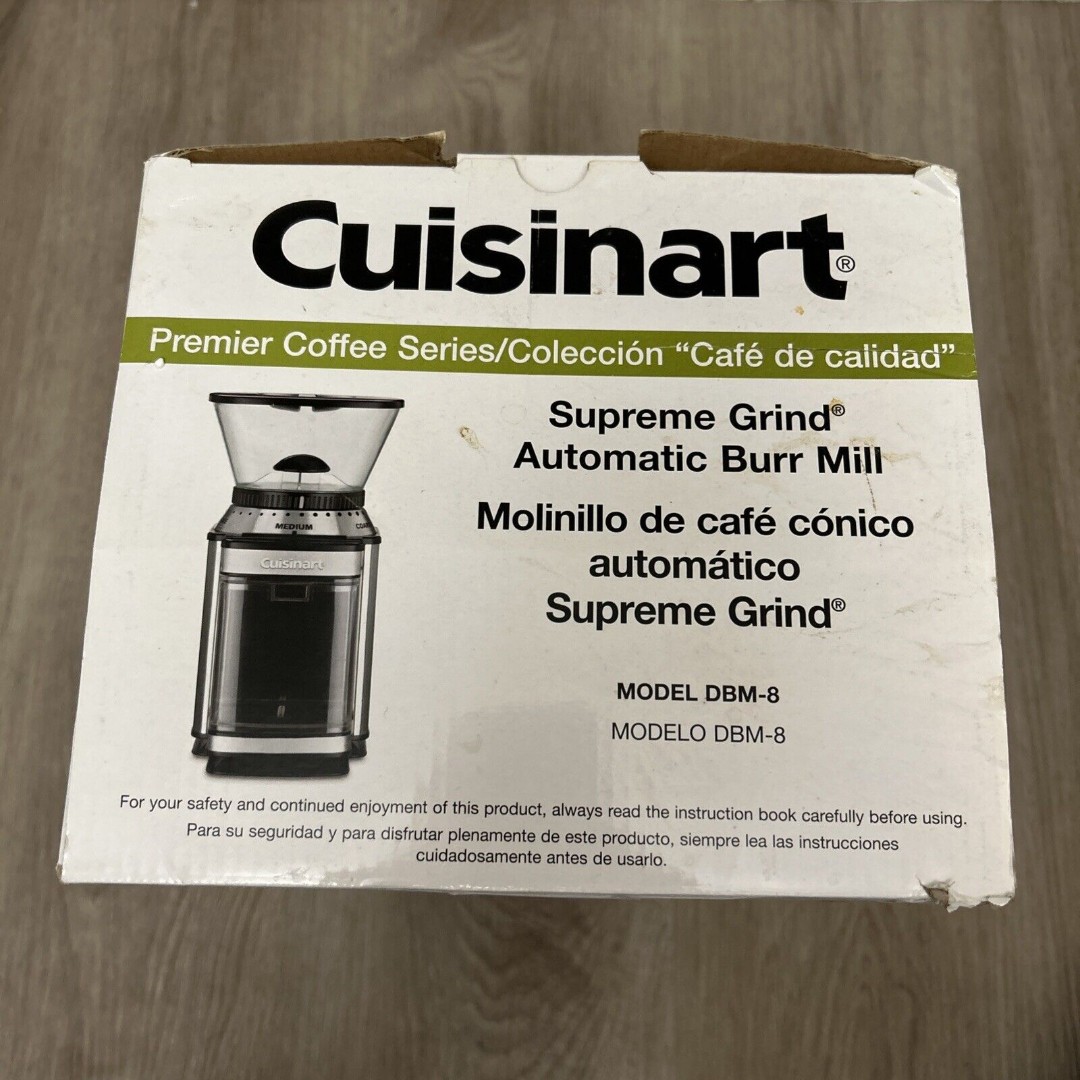 Cuisinart®
Premier Coffee Series/Colección “Café de calidad”
Supreme Grind®
Automatic Burr Mill
Molinillo de café cónico
automático
Supreme Grind®
MEDIUM
Cuisinart
MODEL DBM-8
MODELO DBM-8
For your safety and continued enjoyment of this product, always read the instruction book carefully before using.
Para su seguridad y para disfrutar plenamente de este producto, siempre lea las instrucciones
cuidadosamente antes de usarlo.